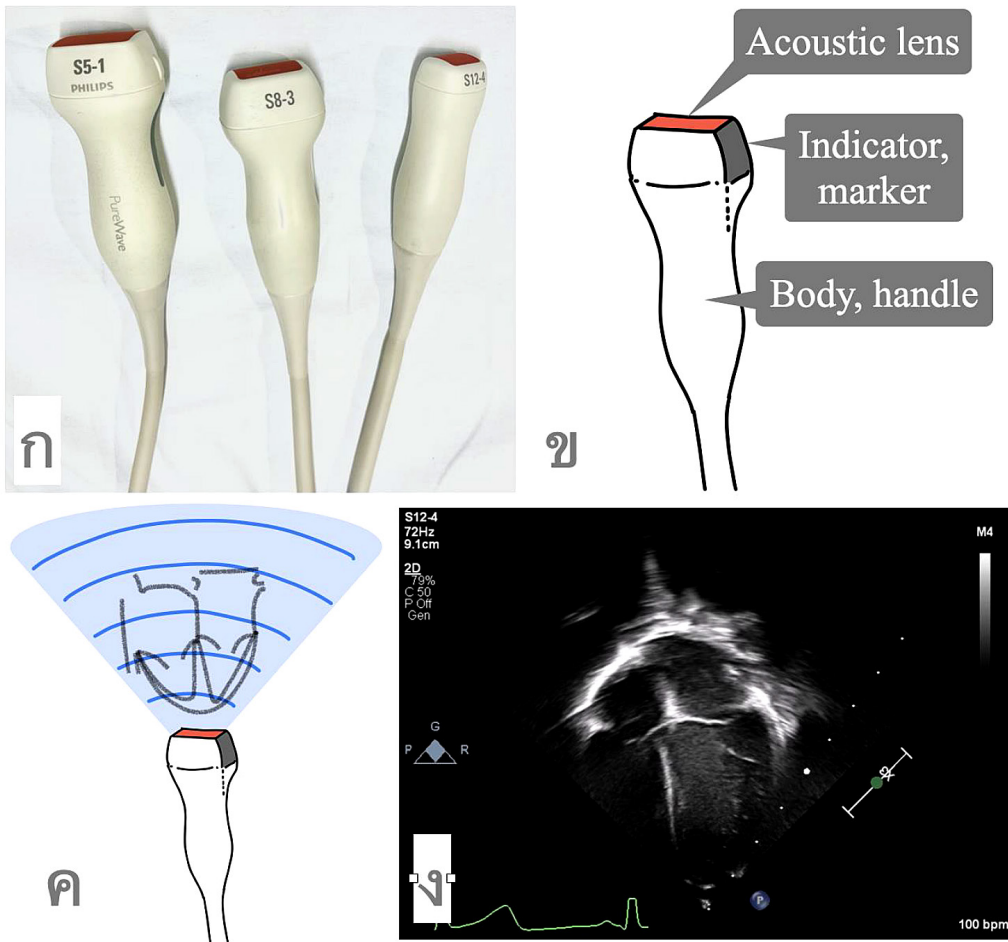 S5-1
PHILIPS
PureWave
S8-3
S12-4
ก
Acoustic lens
Indicator,
marker
Body, handle
ข
ค
S12-4
72Hz
9.1cm
2D
79%
C 50
P Off
Gen
M4
G
P R
P
100 bpm
ง